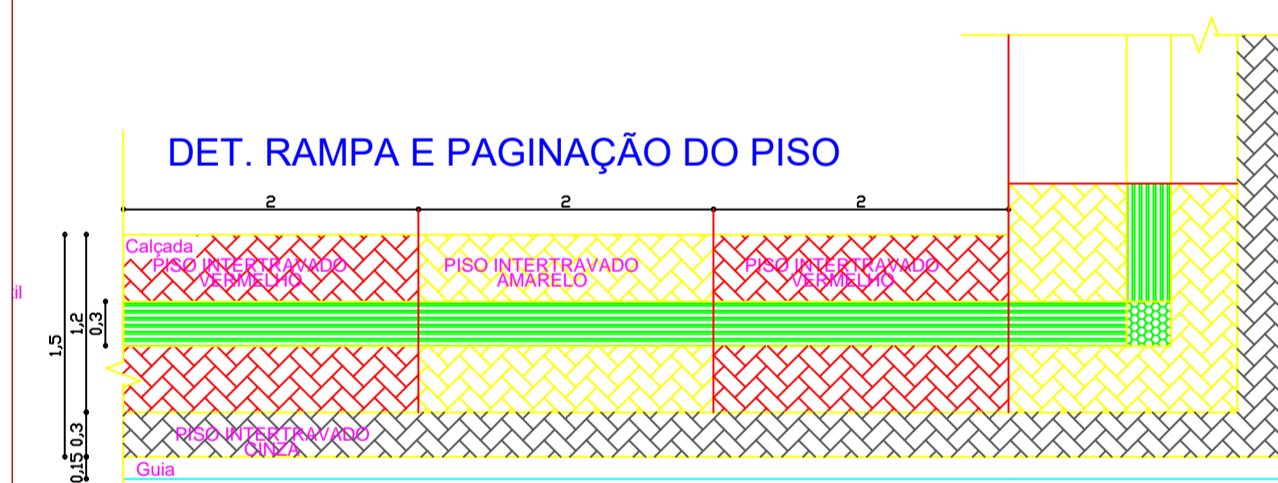 DET. RAMPA E PAGINAÇÃO DO PISO
2
2
2
Calçada
PISO INTERTRAVADO
VERMELHO
PISO INTERTRAVADO
AMARELO
PISO INTERTRAVADO
VERMELHO
il
1,5
1,2
0,3
PISO INTERTRAVADO
CINZA
0,3
Guia
0,15